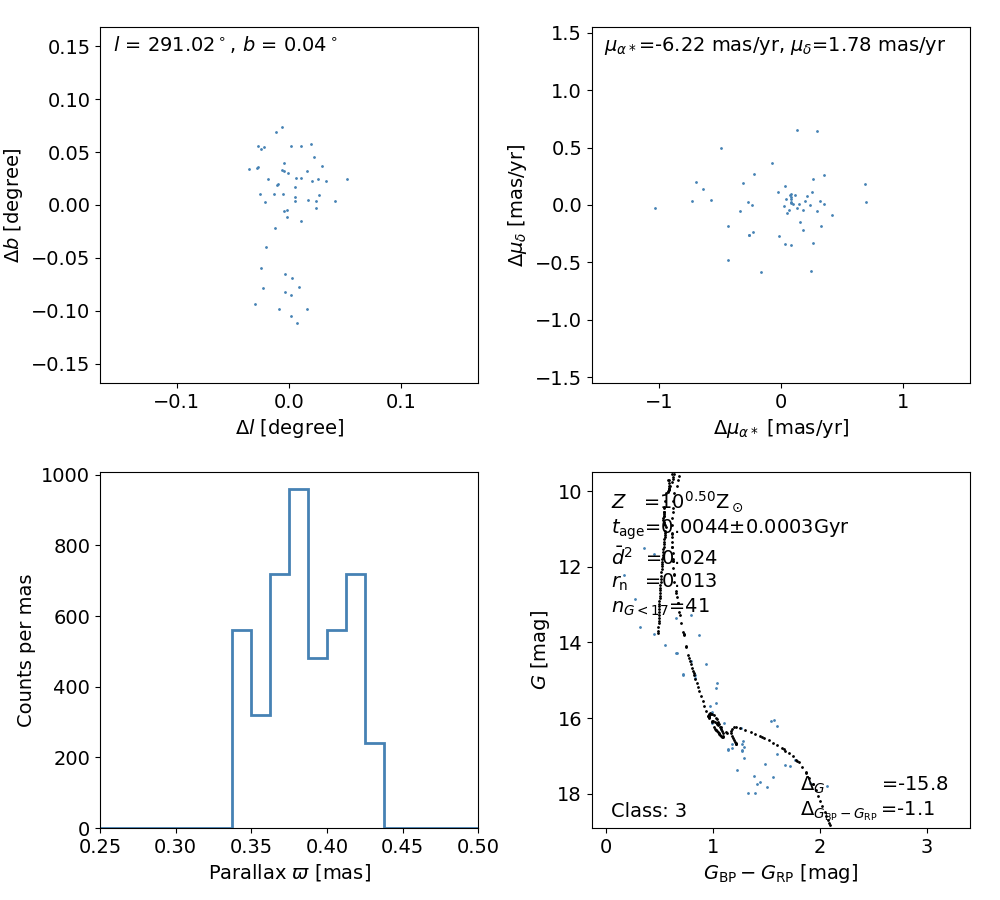 l = 291.02°, b = 0.04°
0.15
0.10
0.05
0.00
−0.05
−0.10
−0.15
Δb [degree]
−0.1
0.0
0.1
Δl [degree]
μα*=-6.22 mas/yr, μδ=1.78 mas/yr
1.5
1.0
0.5
0.0
−0.5
−1.0
−1.5
Δμδ [mas/yr]
−1
0
1
Δμα* [mas/yr]
1000
800
600
400
200
0
Counts per mas
0.25
0.30
0.35
0.40
0.45
0.50
Parallax ϖ [mas]
Z =10^0.50 Z⊙
t_age=0.0044±0.0003Gyr
d̄² =0.024
r_n =0.013
n_G<17=41
Δ_G =-15.8
Class: 3
Δ_G_BP−G_RP =-1.1
10
12
14
16
18
G [mag]
0
1
2
3
G_BP − G_RP [mag]